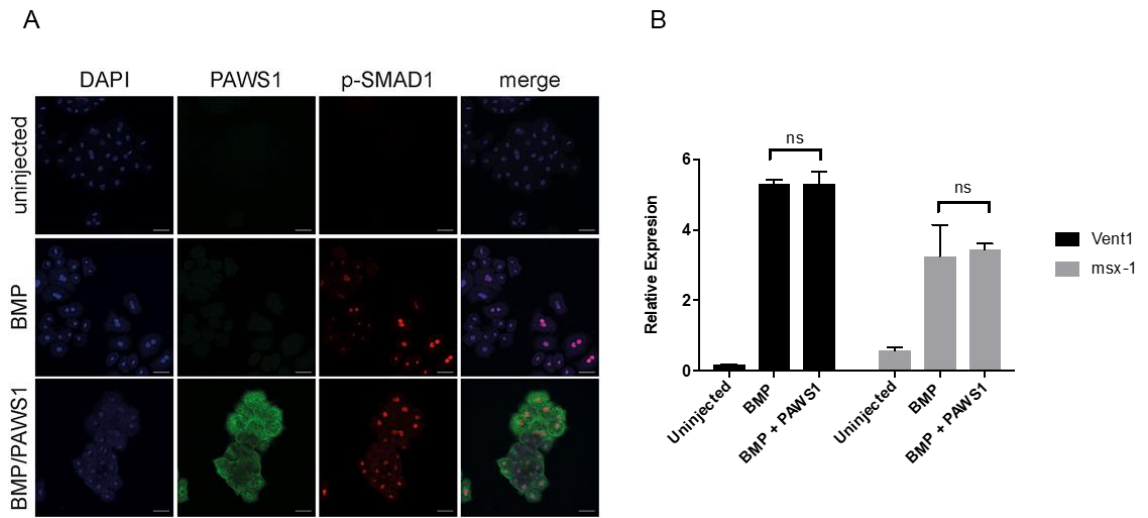 A
DAPI PAWS1 p-SMAD1 merge
uninjected
BMP
BMP/PAWS1
B
Relative Expresion
6
4
2
0
ns
ns
Uninjected
BMP
BMP + PAWS1
Uninjected
BMP
BMP + PAWS1
Vent1
msx-1